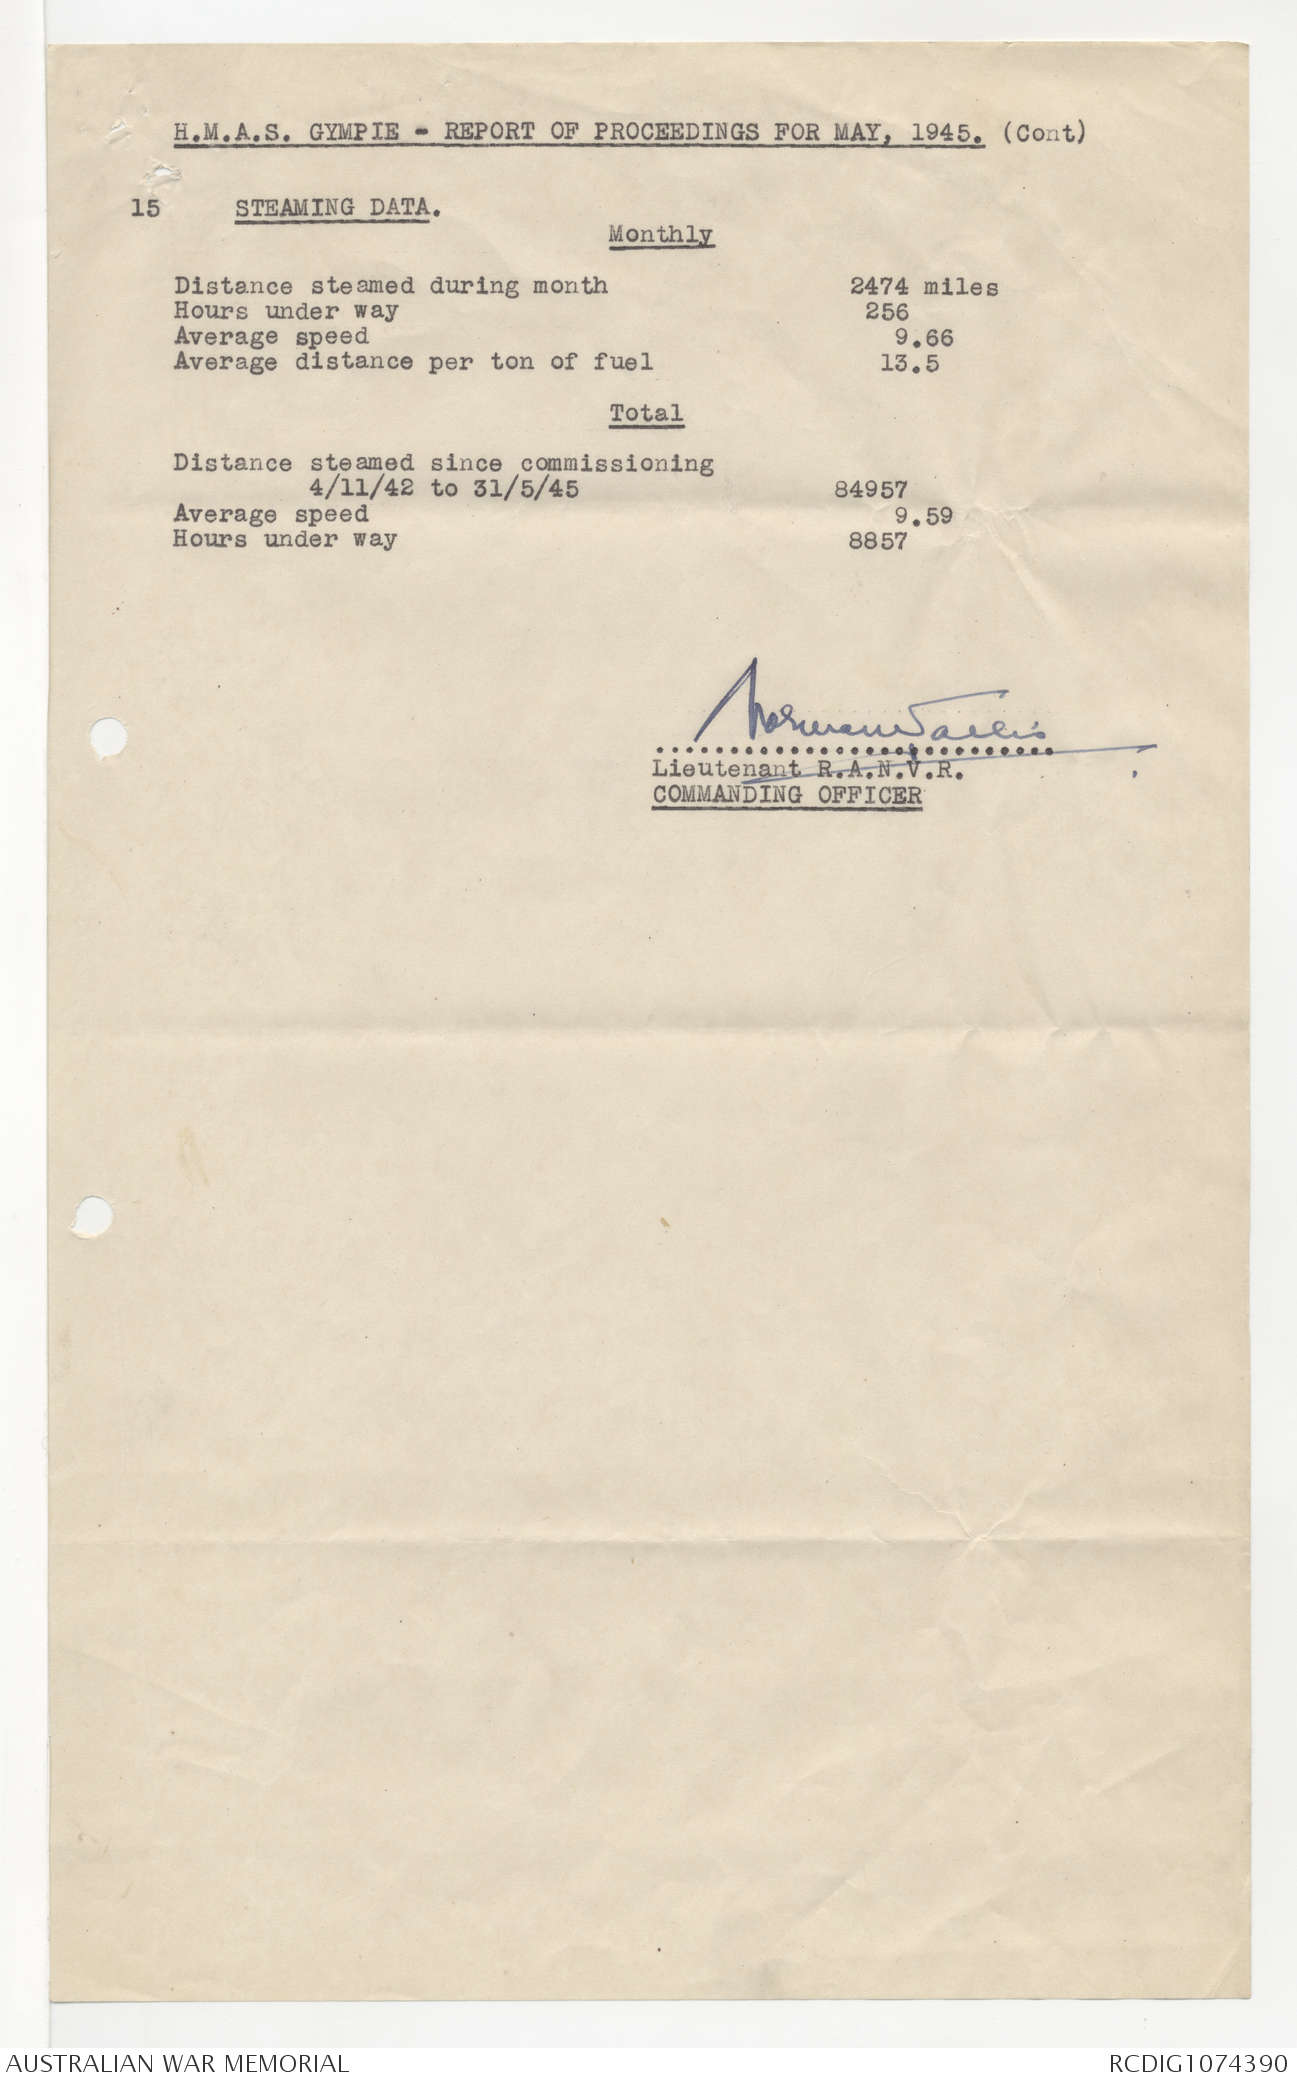 H.M.A.S. GYMPIE - REPORT OF PROCEEDINGS FOR MAY, 1945. (Cont)
15 STEAMING DATA.
Monthly
Distance steamed during month 2474 miles
Hours under way 256
Average speed 9.66
Average distance per ton of fuel 13.5
Total
Distance steamed since commissioning
4/11/42 to 31/5/45 84957
Average speed 9.59
Hours under way 8857
Norman
Lieutenant R.A.N.V.R.
COMMANDING OFFICER
AUSTRALIAN WAR MEMORIAL RCDIG1074390